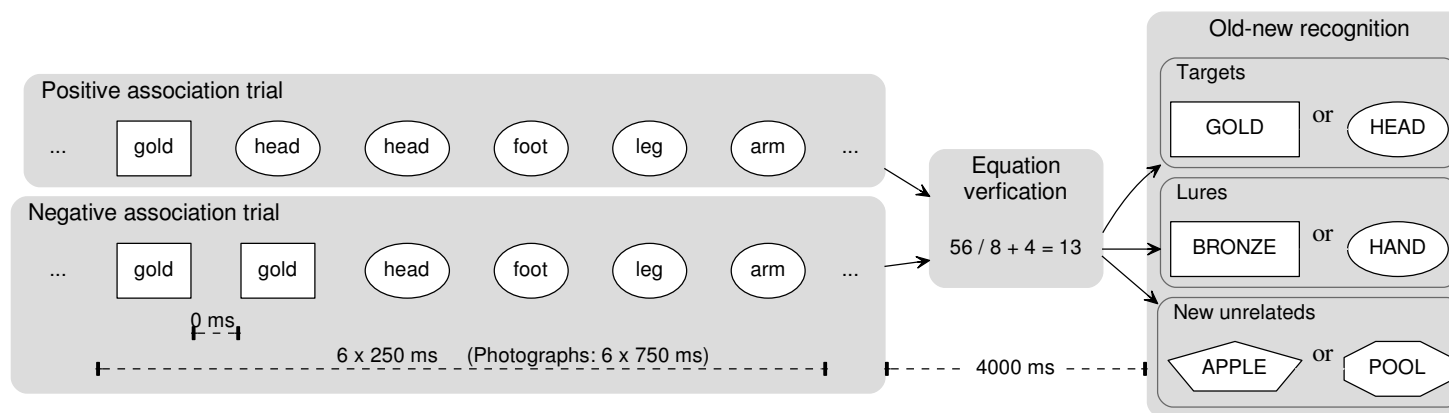 Positive association trial
... gold head head foot leg arm ...
Negative association trial
... gold gold head foot leg arm ...
0 ms
6 x 250 ms (Photographs: 6 x 750 ms)
4000 ms
Equation
verfication
56 / 8 + 4 = 13
Old-new recognition
Targets
GOLD or HEAD
Lures
BRONZE or HAND
New unrelateds
APPLE or POOL